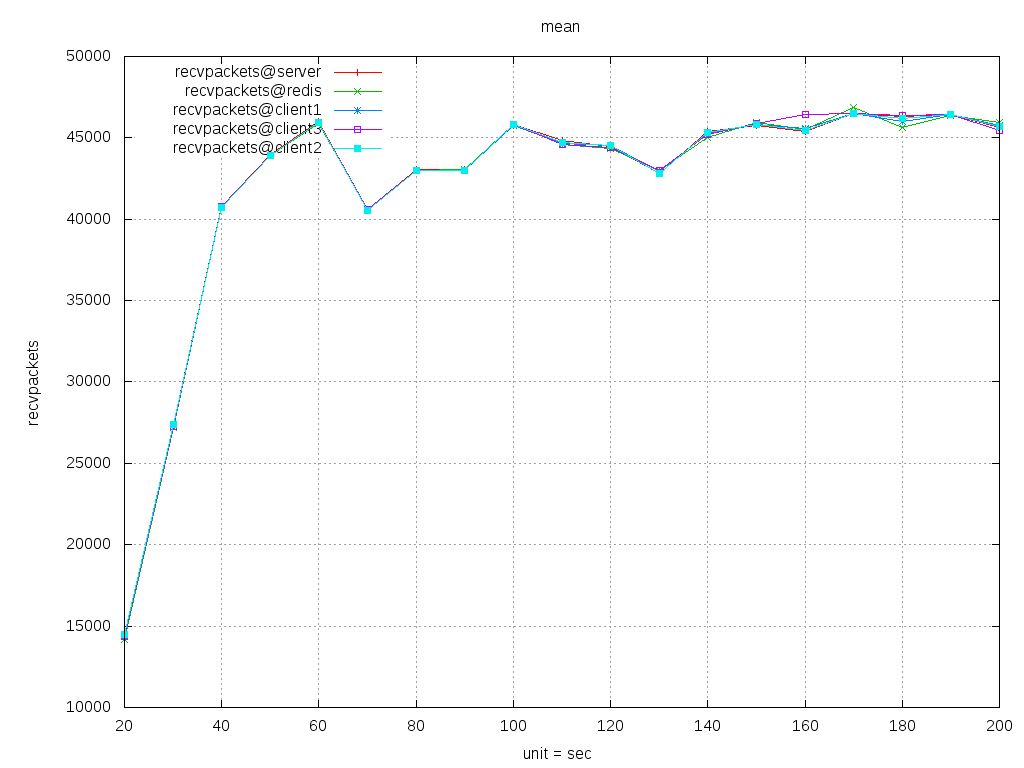 mean
50000
45000
40000
35000
30000
25000
20000
15000
10000
recvpackets
recvpackets@server
recvpackets@redis
recvpackets@client1
recvpackets@client3
recvpackets@client2
20 40 60 80 100 120 140 160 180 200
unit = sec